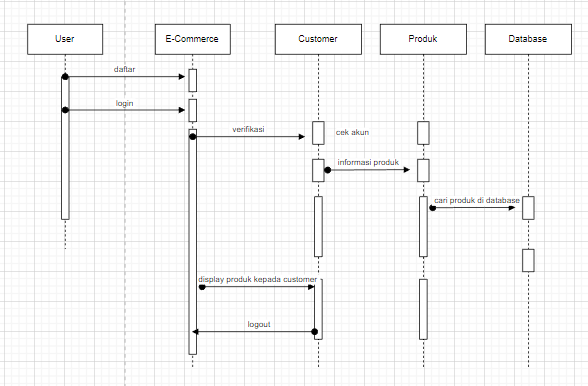 User
E-Commerce
Customer
Produk
Database
daftar
login
verifikasi
cek akun
informasi produk
cari produk di database
display produk kepada customer
logout